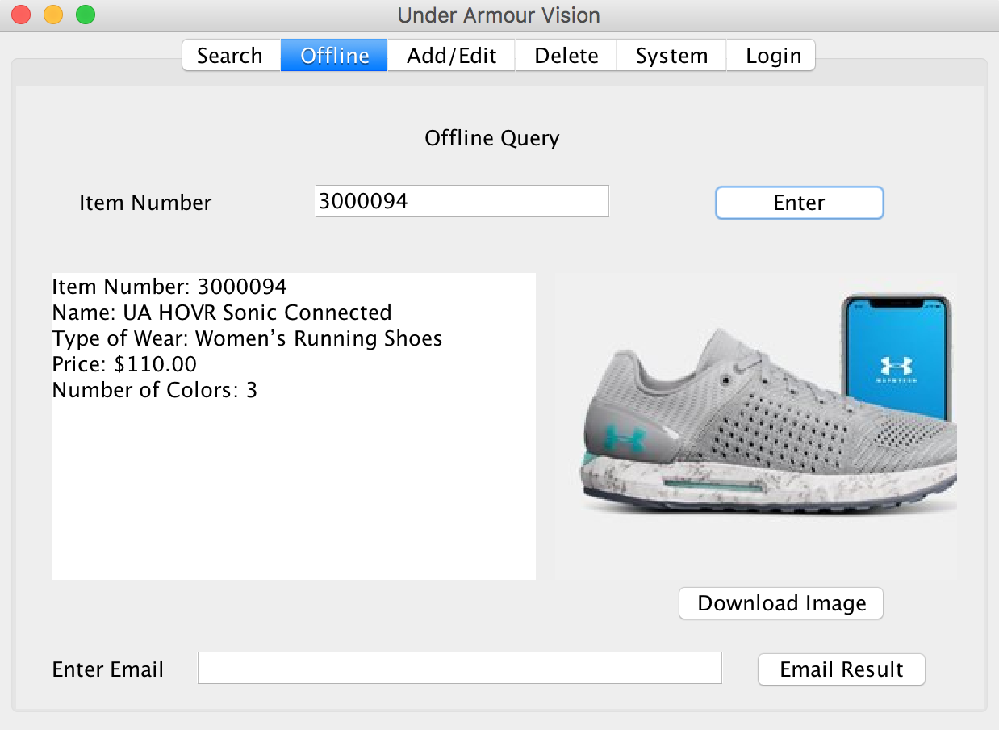 Under Armour Vision
Search Offline Add/Edit Delete System Login
Offline Query
Item Number 3000094 Enter
Item Number: 3000094
Name: UA HOVR Sonic Connected
Type of Wear: Women’s Running Shoes
Price: $110.00
Number of Colors: 3
Download Image
Enter Email Email Result